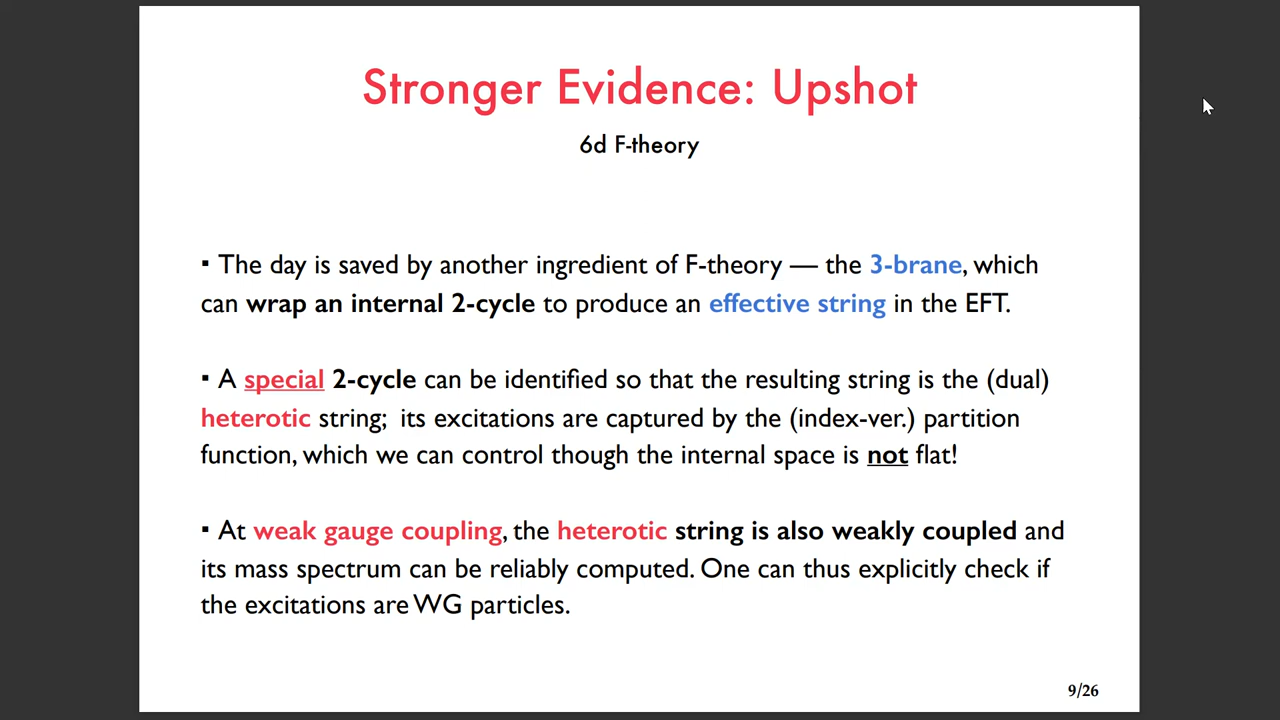 Stronger Evidence: Upshot
6d F-theory
▪ The day is saved by another ingredient of F-theory — the 3-brane, which
can wrap an internal 2-cycle to produce an effective string in the EFT.
▪ A special 2-cycle can be identified so that the resulting string is the (dual)
heterotic string; its excitations are captured by the (index-ver.) partition
function, which we can control though the internal space is not flat!
▪ At weak gauge coupling, the heterotic string is also weakly coupled and
its mass spectrum can be reliably computed. One can thus explicitly check if
the excitations are WG particles.
9/26